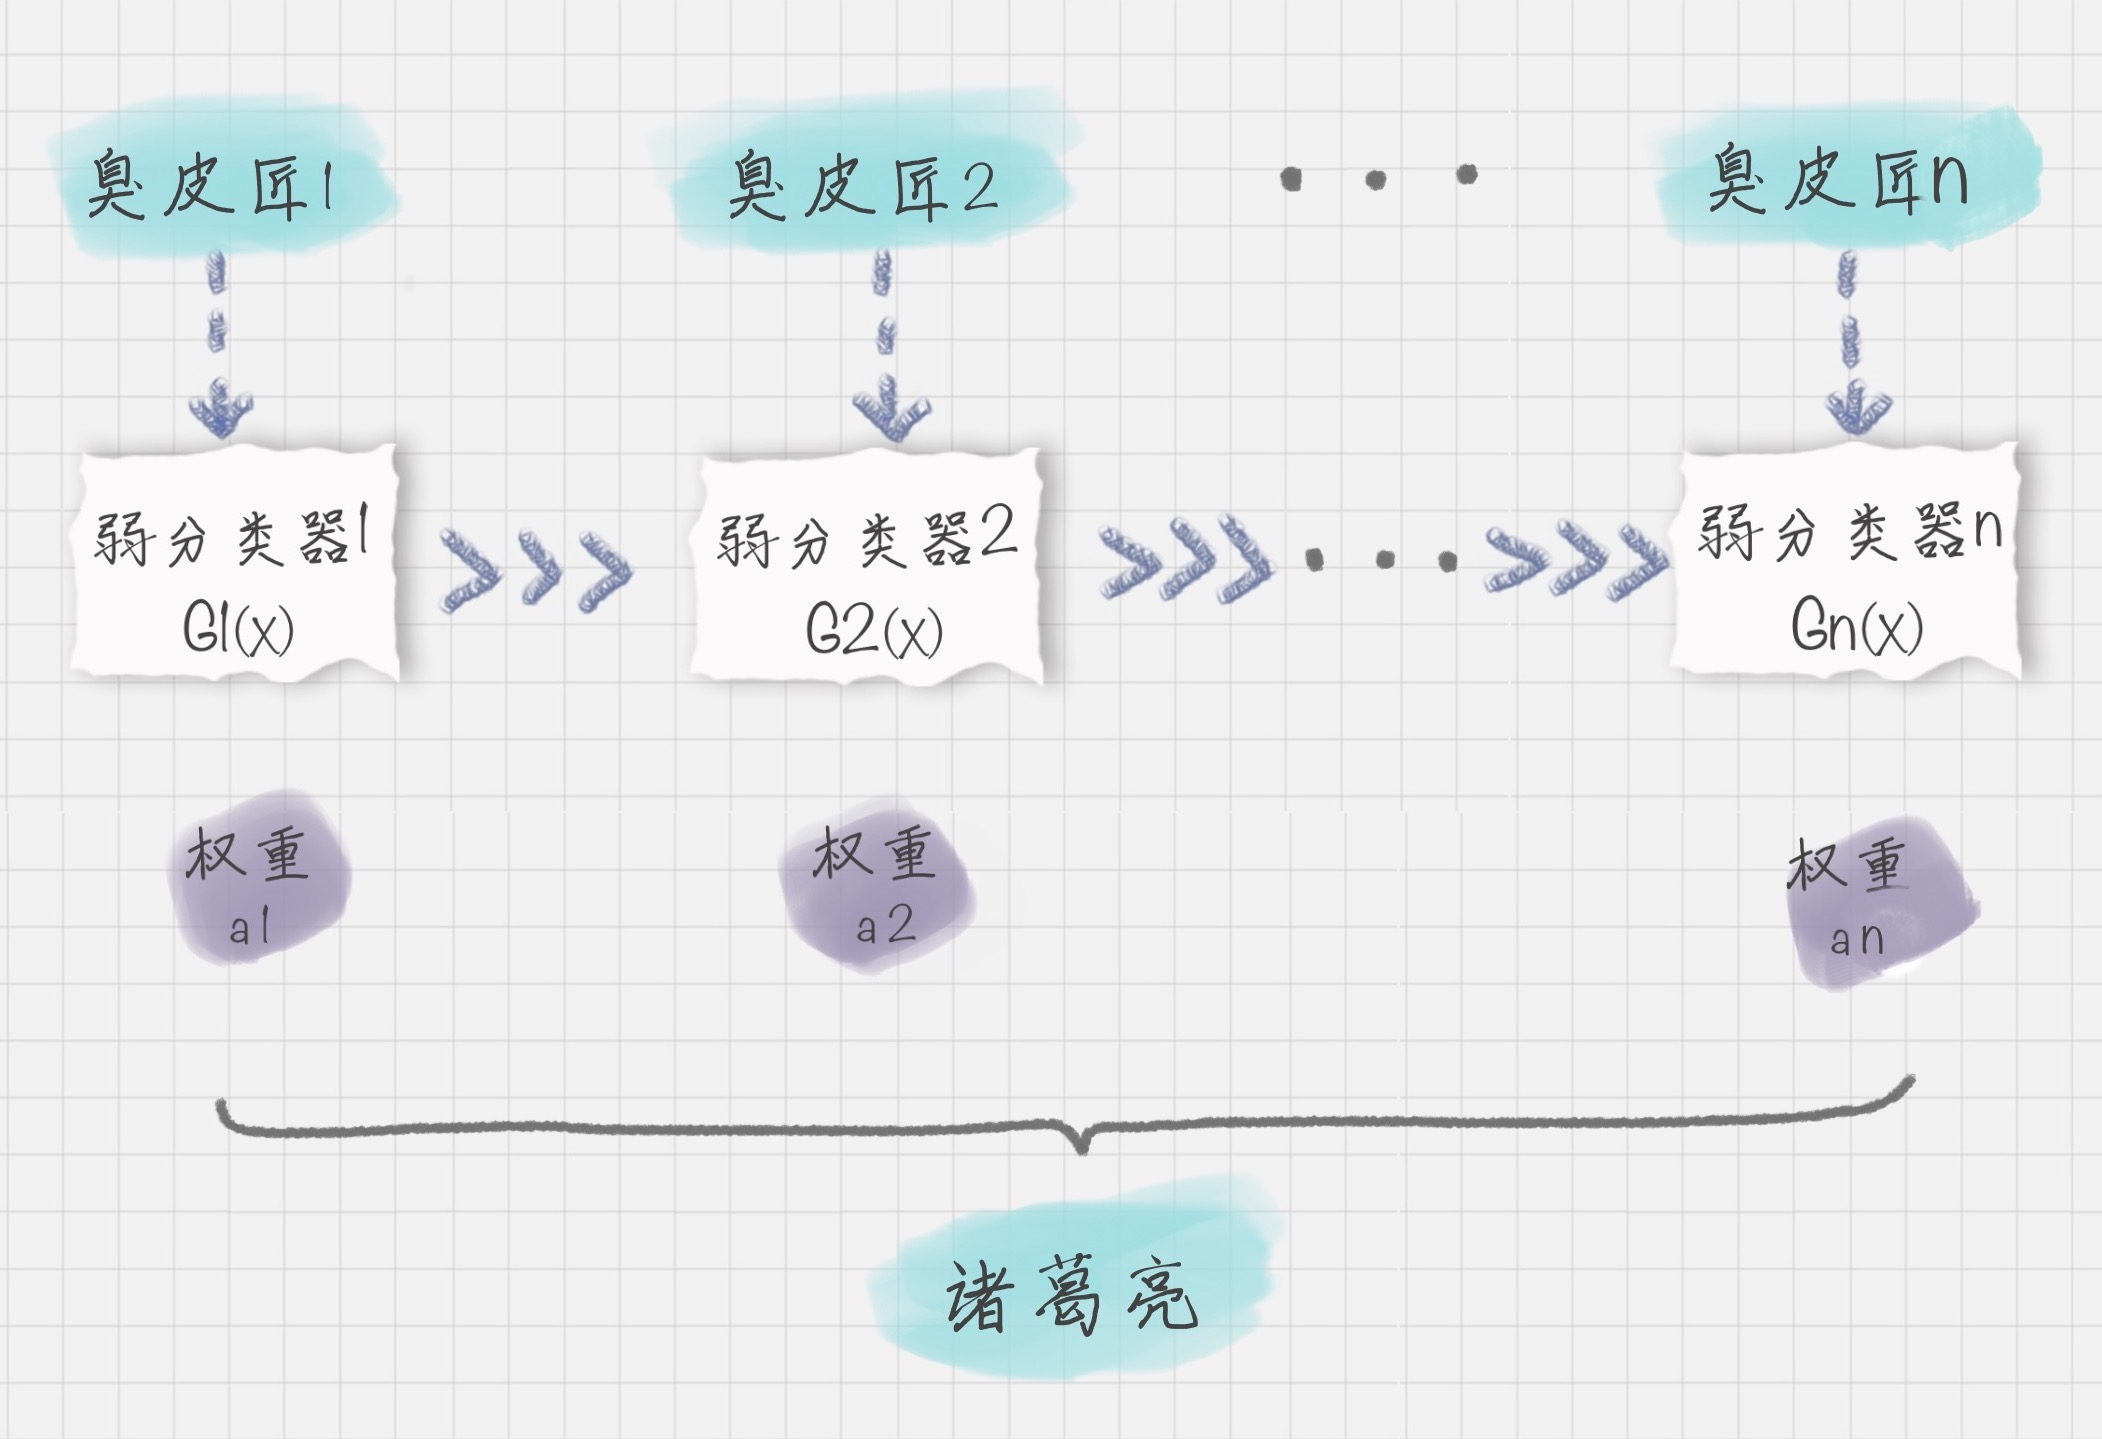 臭皮匠1
臭皮匠2
臭皮匠n
弱分类器1
G1(x)
弱分类器2
G2(x)
弱分类器n
Gn(x)
权重
a1
权重
a2
权重
an
诸葛亮